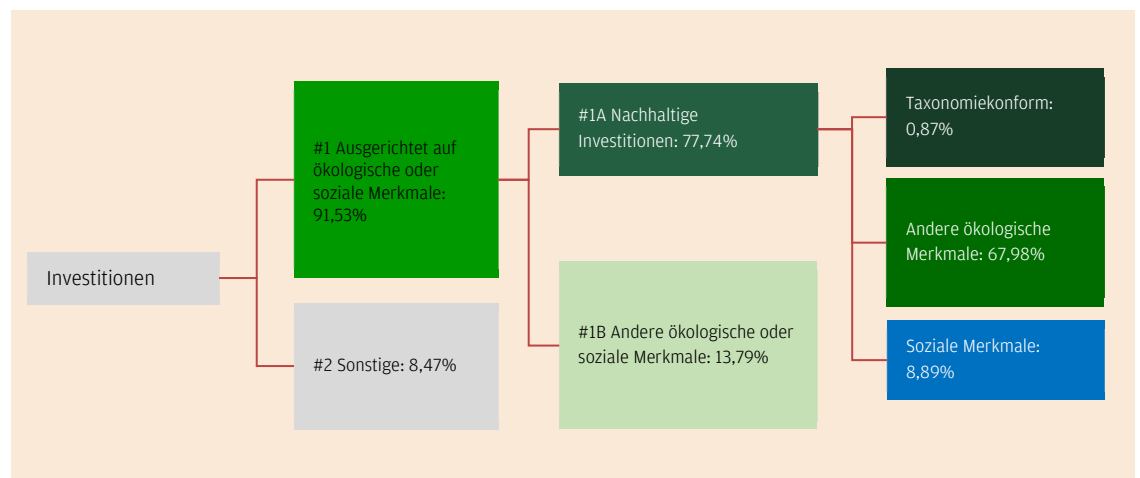 Investitionen
#1 Ausgerichtet auf
ökologische oder
soziale Merkmale:
91,53%
#2 Sonstige: 8,47%
#1A Nachhaltige
Investitionen: 77,74%
#1B Andere ökologische oder
soziale Merkmale: 13,79%
Taxonomiekonform:
0,87%
Andere ökologische
Merkmale: 67,98%
Soziale Merkmale:
8,89%